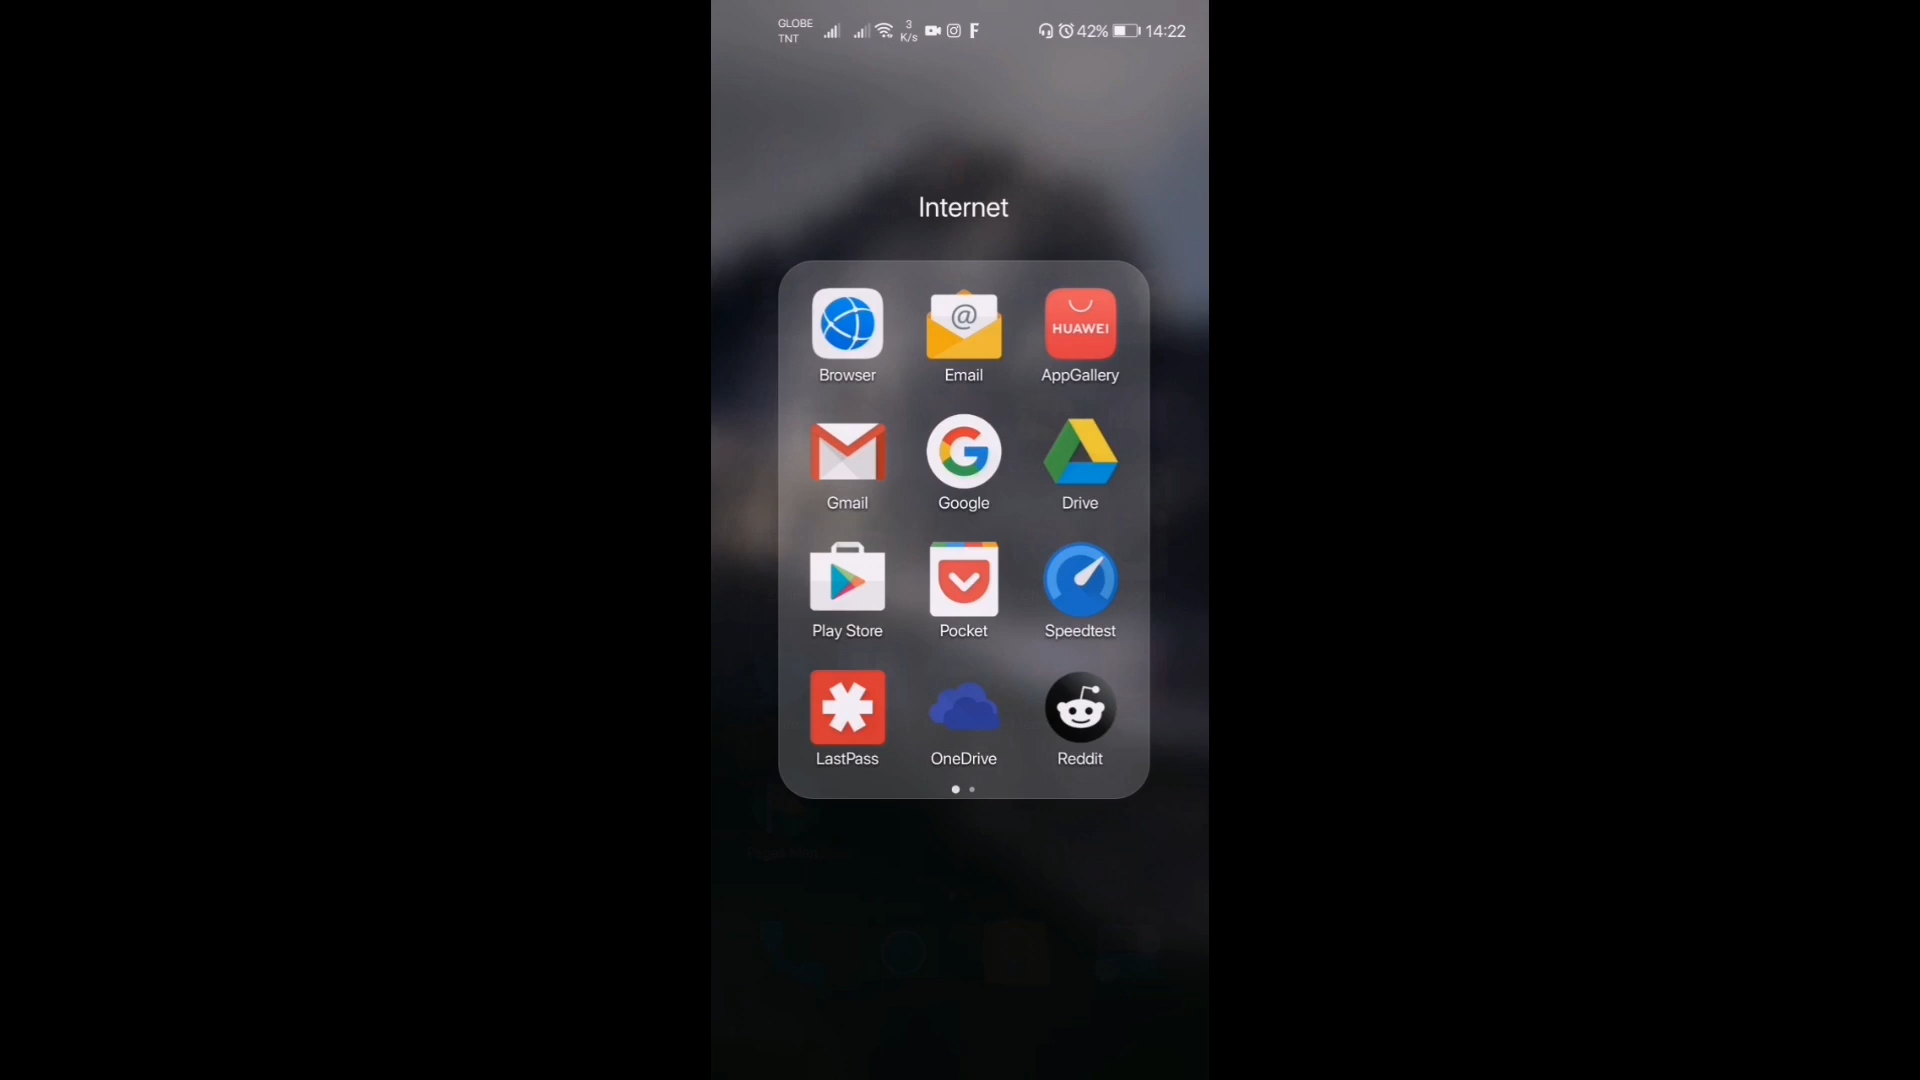 GLOBE
TNT
3
K/s
42%
14:22
Internet
@
HUAWEI
Browser Email AppGallery
Gmail Google Drive
Play Store Pocket Speedtest
LastPass OneDrive Reddit